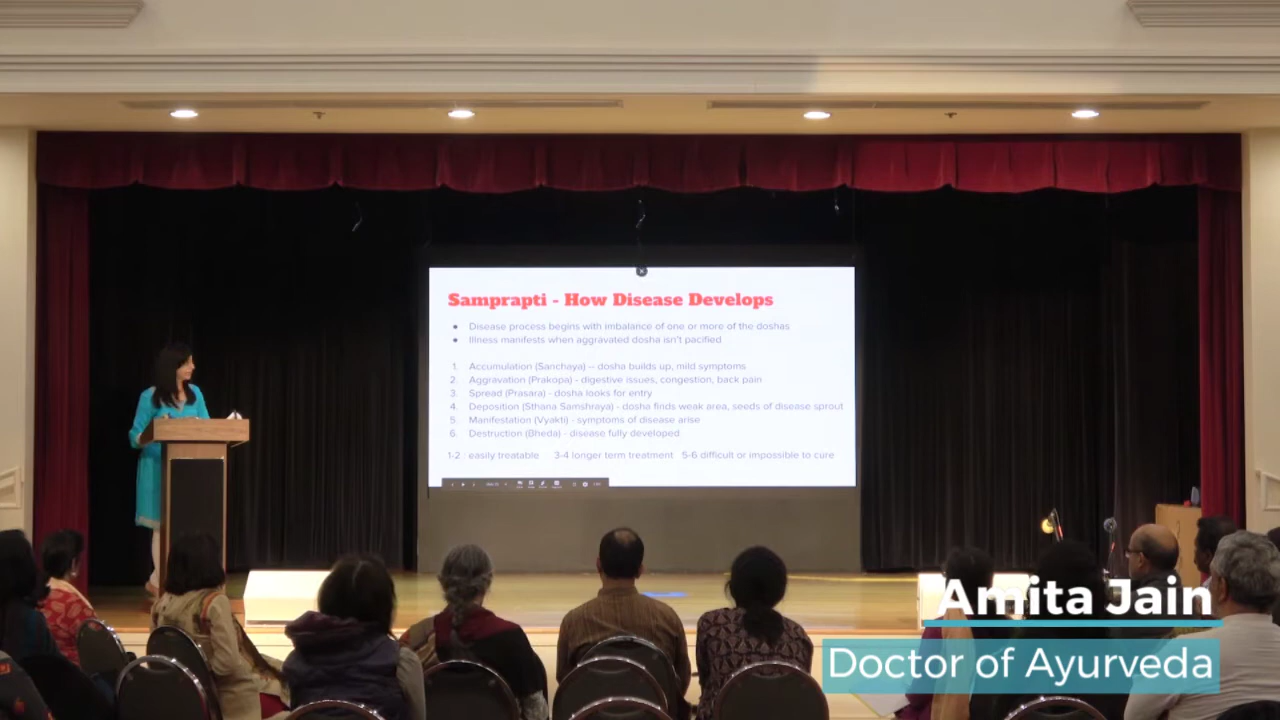 Samprapti - How Disease Develops
● Disease process begins with imbalance of one or more of the doshas
● Illness manifests when aggravated dosha isn't pacified
1. Accumulation (Sanchaya) -- dosha builds up, mild symptoms
2. Aggravation (Prakopa) - digestive issues, congestion, back pain
3. Spread (Prasara) - dosha looks for entry
4. Deposition (Sthana Samshraya) - dosha finds weak area, seeds of disease sprout
5. Manifestation (Vyakti) - symptoms of disease arise
6. Destruction (Bheda) - disease fully developed
1-2 easily treatable 3-4 longer term treatment 5-6 difficult or impossible to cure
Amita Jain
Doctor of Ayurveda